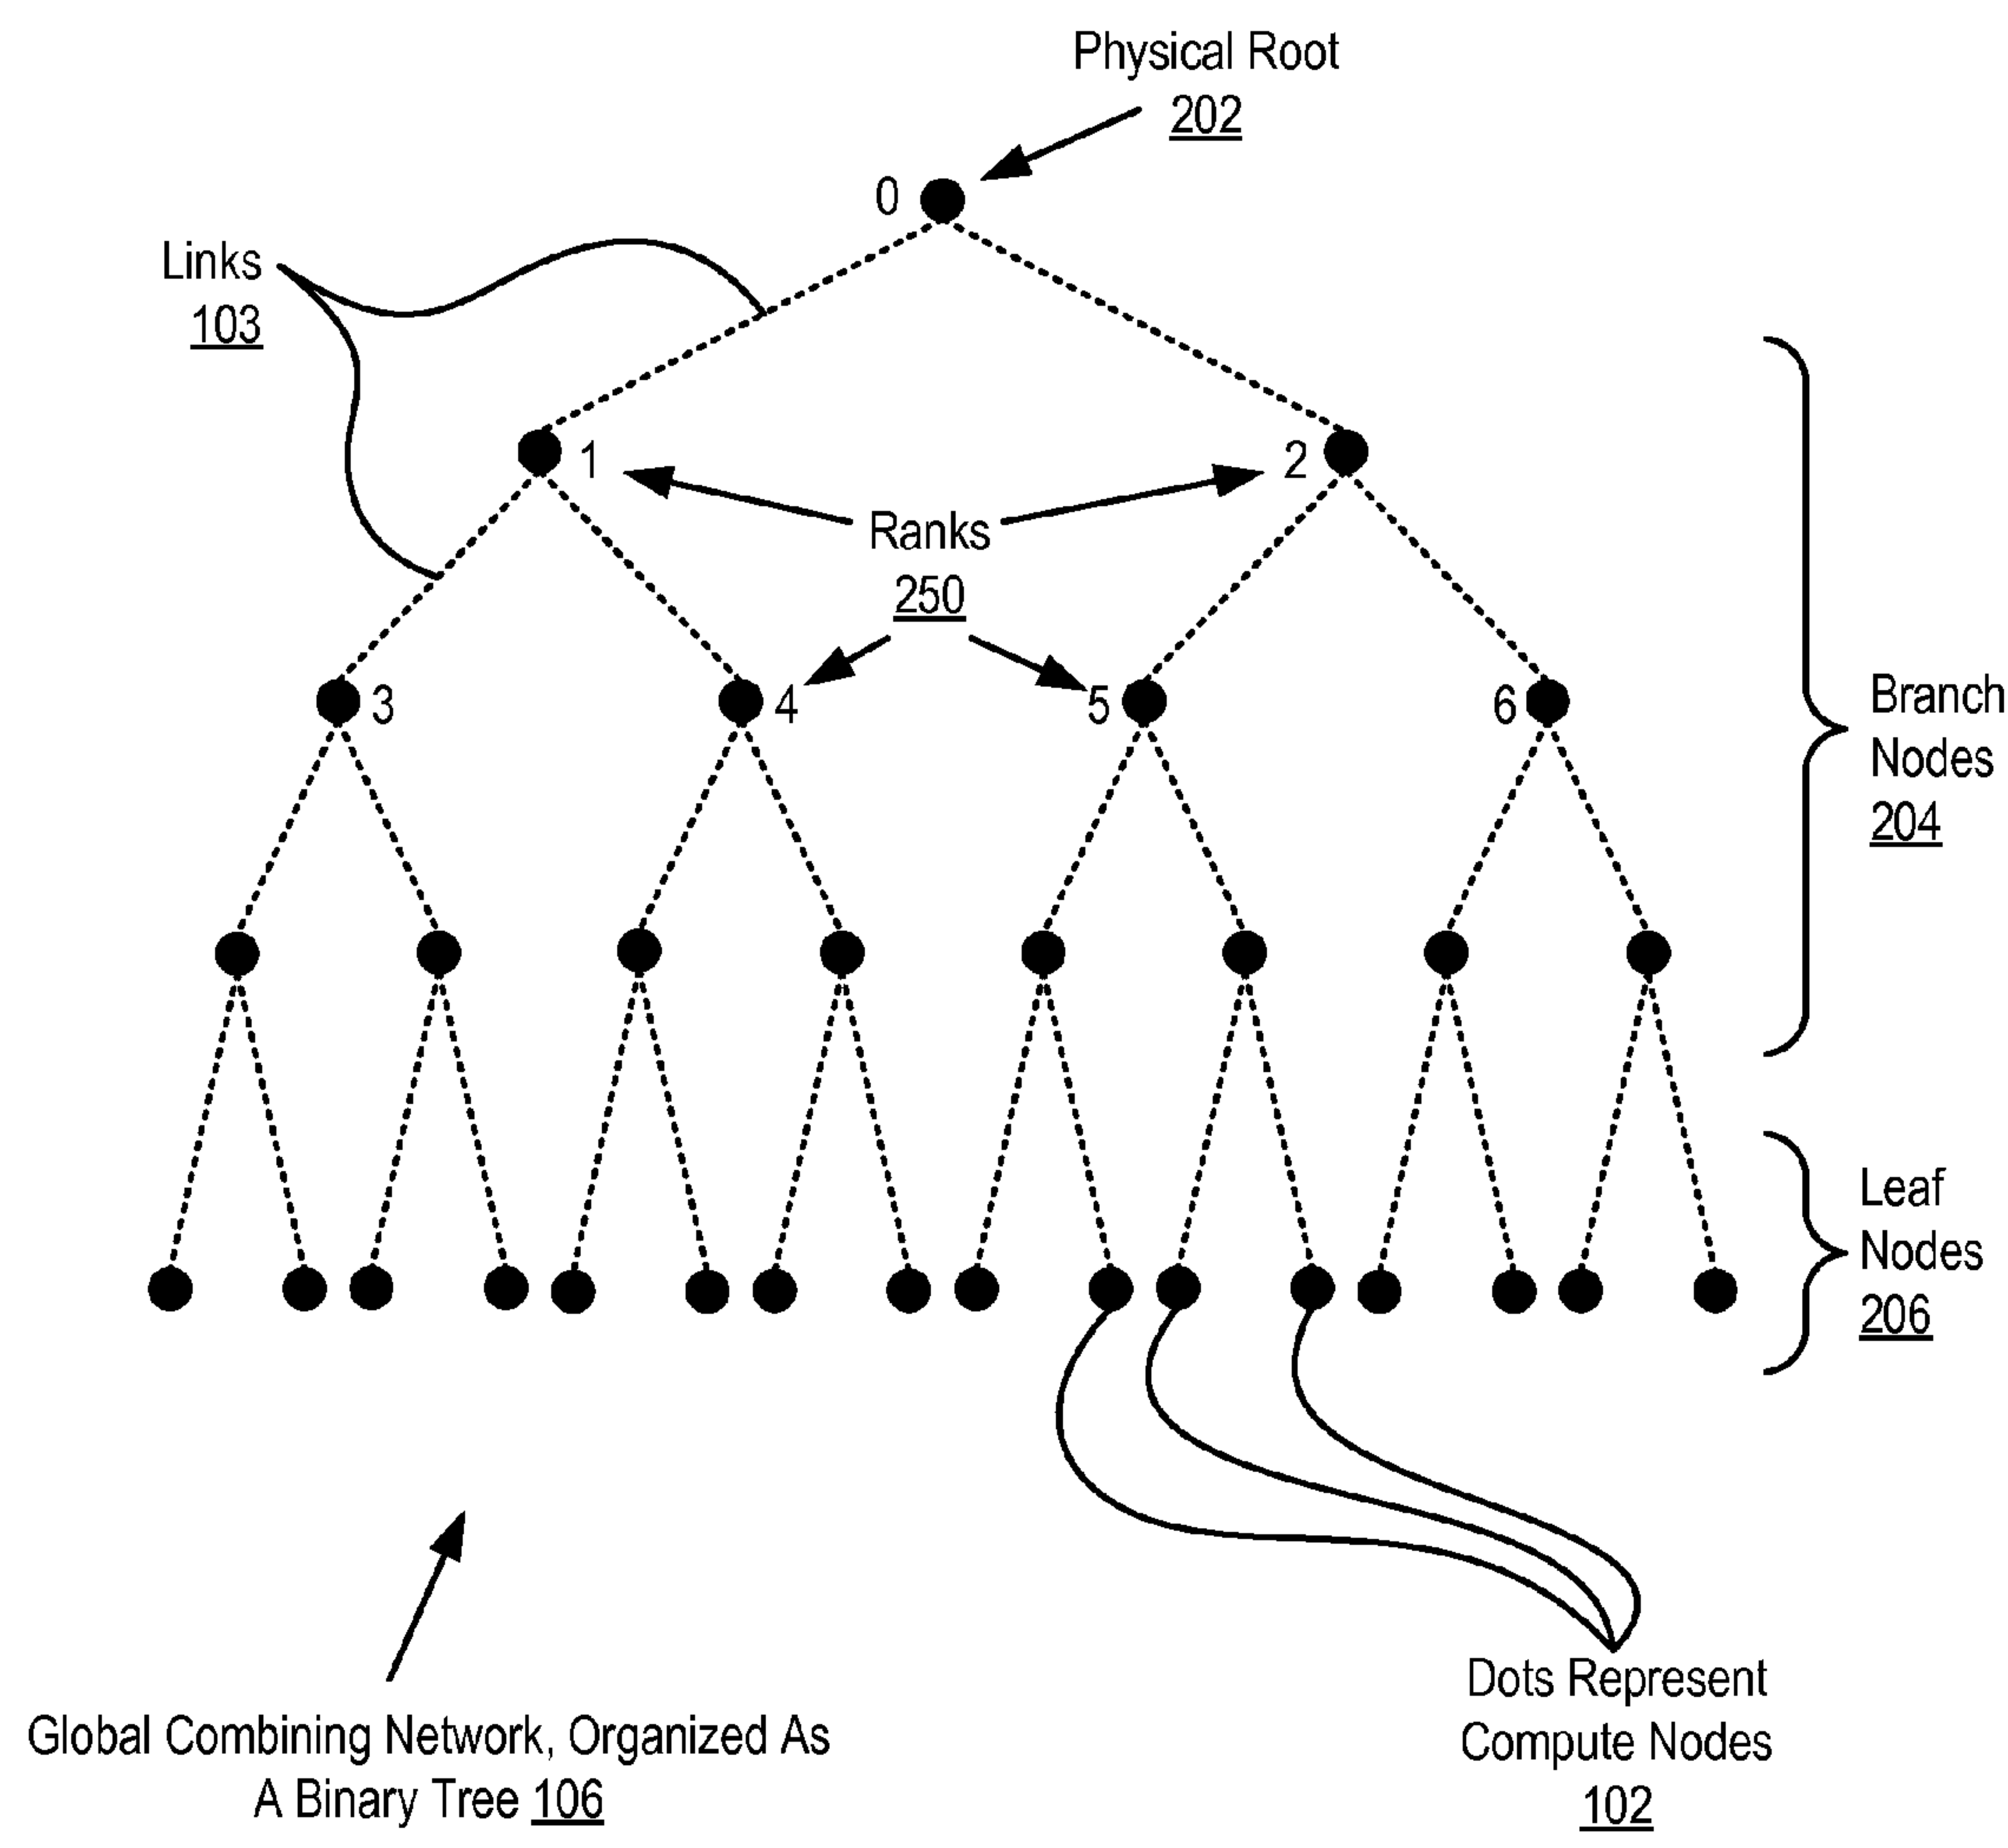 Physical Root
202
0
Links
103
1
2
Ranks
250
3
4
5
6
Branch
Nodes
204
Leaf
Nodes
206
Dots Represent
Compute Nodes
102
Global Combining Network, Organized As
A Binary Tree 106